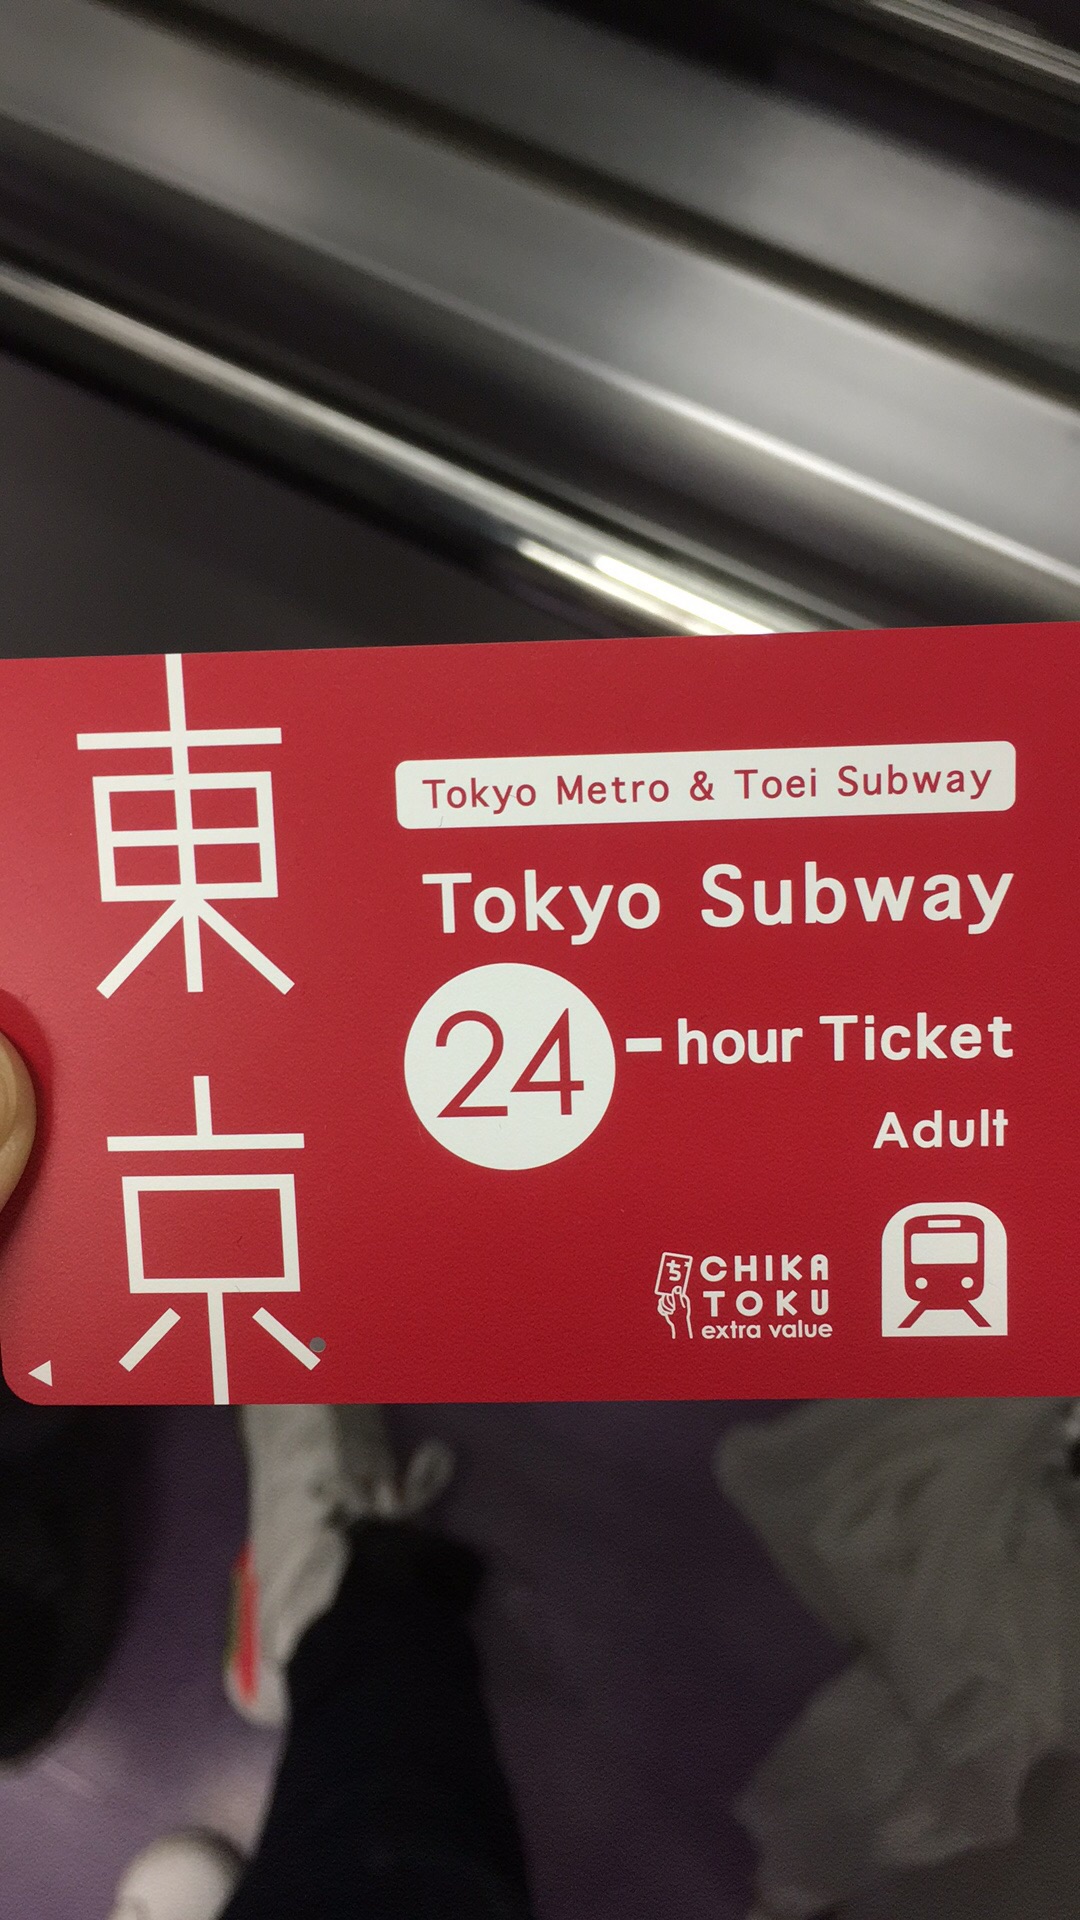 東京
Tokyo Metro & Toei Subway
Tokyo Subway
24-hour Ticket
Adult
ち
CHIKA
TOKU
extra value